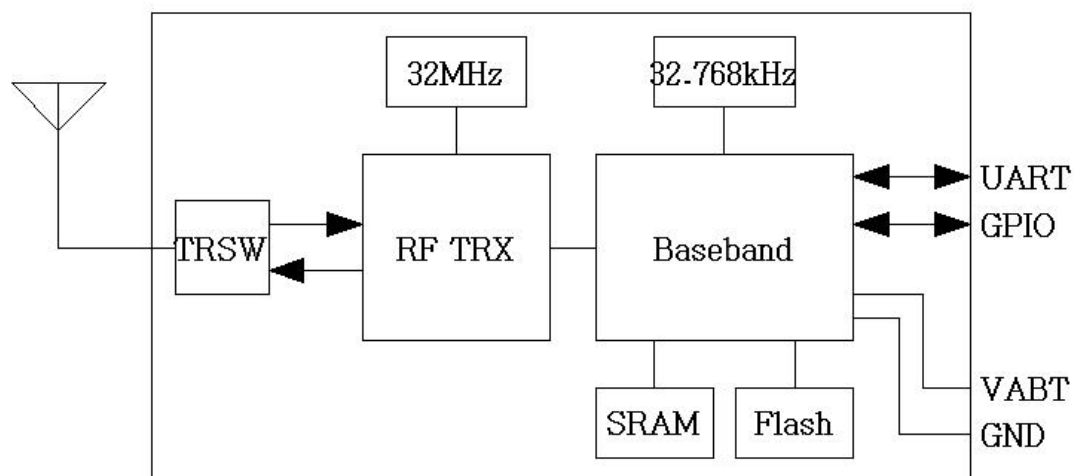 32MHz
32.768kHz
UART
GPIO
TRSW
RF TRX
Baseband
VABT
GND
SRAM
Flash